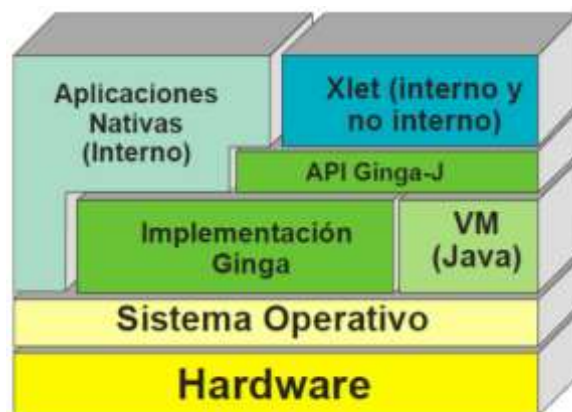 Aplicaciones
Nativas
(Interno)
Xlet (interno y
no interno)
API Ginga-J
Implementación
Ginga
VM
(Java)
Sistema Operativo
Hardware